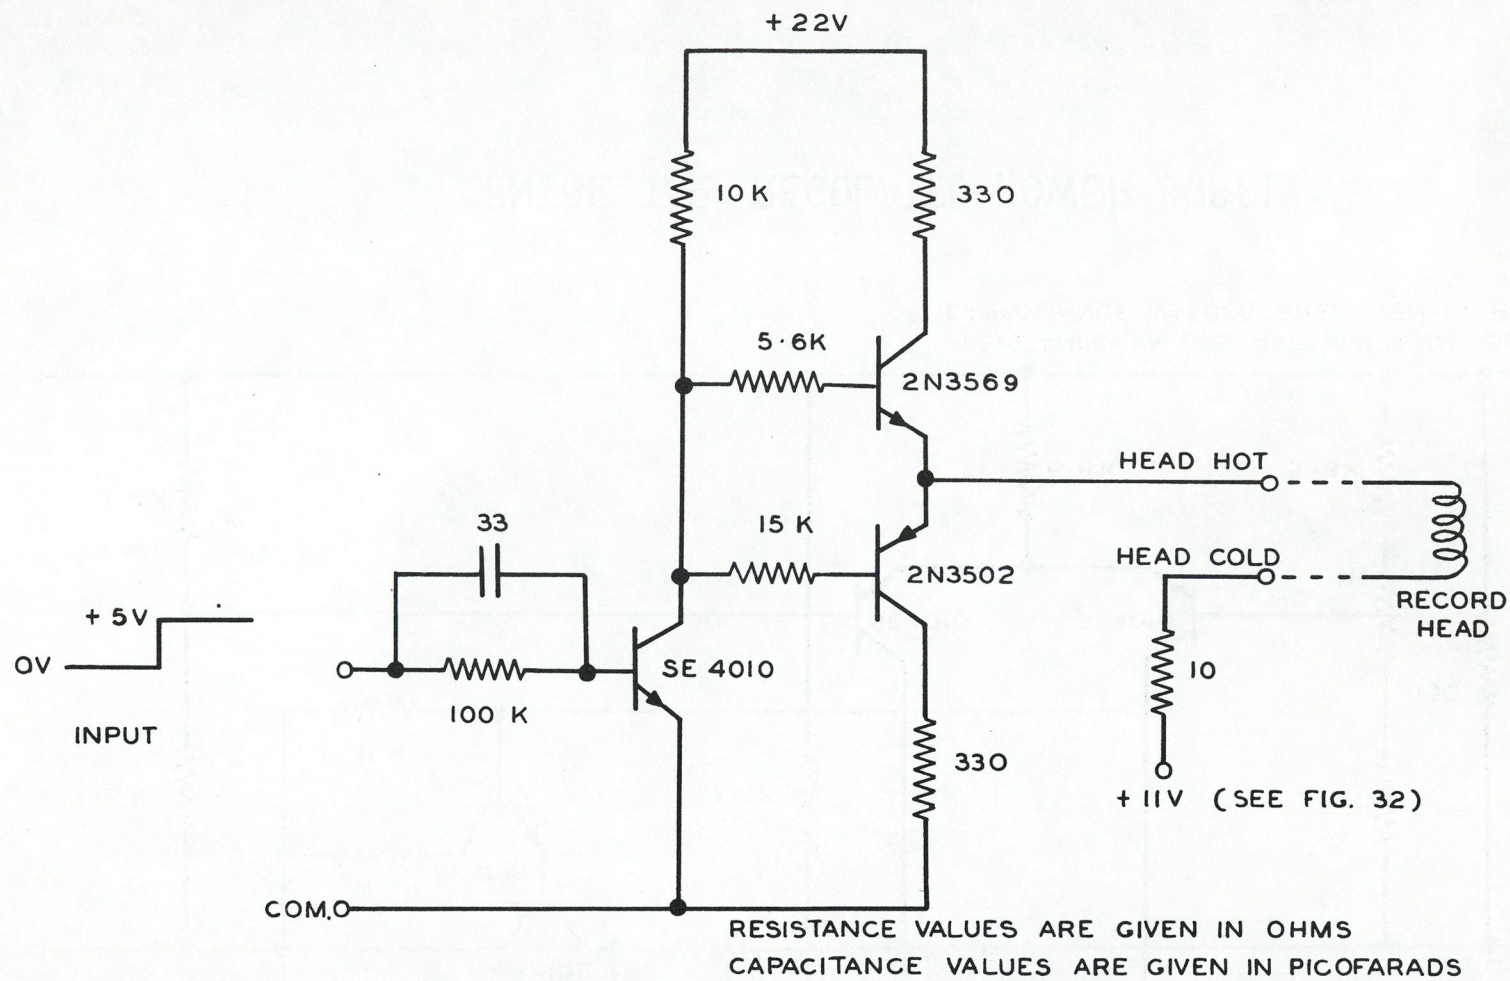 + 22V
10 K
330
5.6K
2N3569
HEAD HOT
33
15 K
HEAD COLD
2N3502
RECORD
HEAD
+ 5V
0V
SE 4010
10
100 K
INPUT
330
+ 11V (SEE FIG. 32)
COM.
RESISTANCE VALUES ARE GIVEN IN OHMS
CAPACITANCE VALUES ARE GIVEN IN PICOFARADS